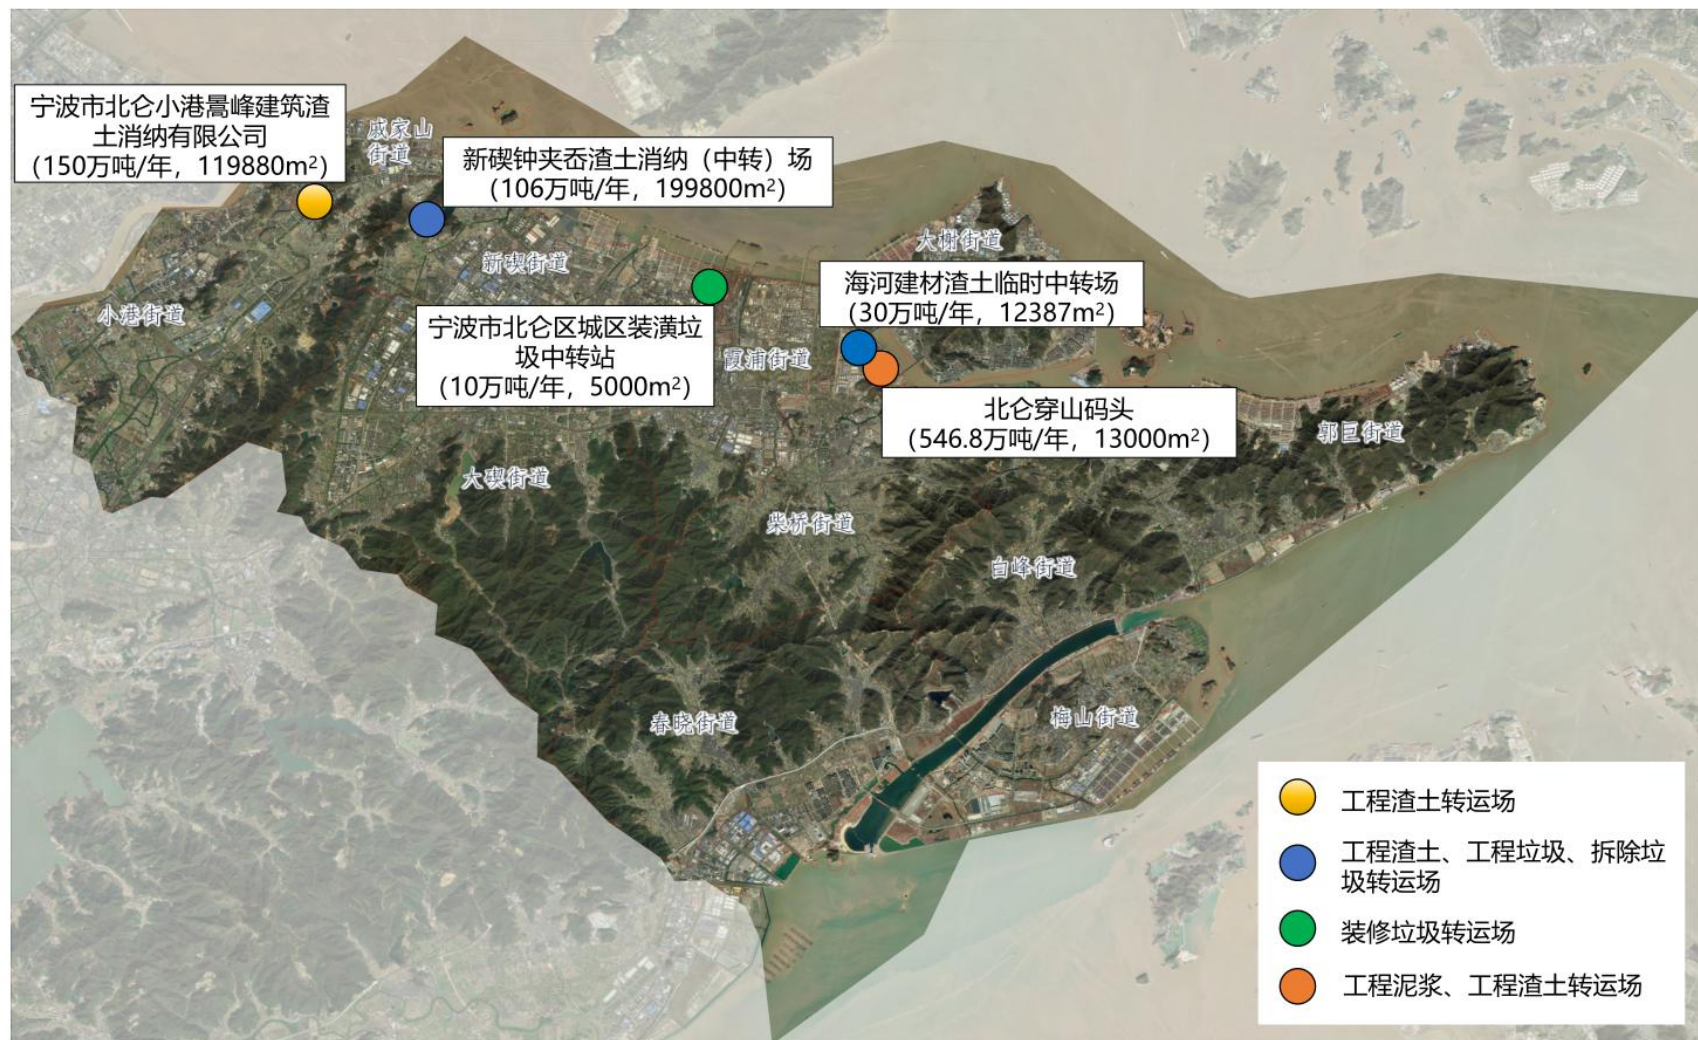 宁波市北仑小港暠峰建筑渣
土消纳有限公司
(150万吨/年，119880m²)
戚家山
街道
新碶钟夹岙渣土消纳（中转）场
(106万吨/年，199800m²)
大榭街道
新碶街道
小港街道
海河建材渣土临时中转场
(30万吨/年，12387m²)
宁波市北仑区城区装潢垃
圾中转站
(10万吨/年，5000m²)
霞浦街道
北仑穿山码头
(546.8万吨/年，13000m²)
郭巨街道
大碶街道
柴桥街道
白峰街道
春晓街道
梅山街道
工程渣土转运场
工程渣土、工程垃圾、拆除垃
圾转运场
装修垃圾转运场
工程泥浆、工程渣土转运场